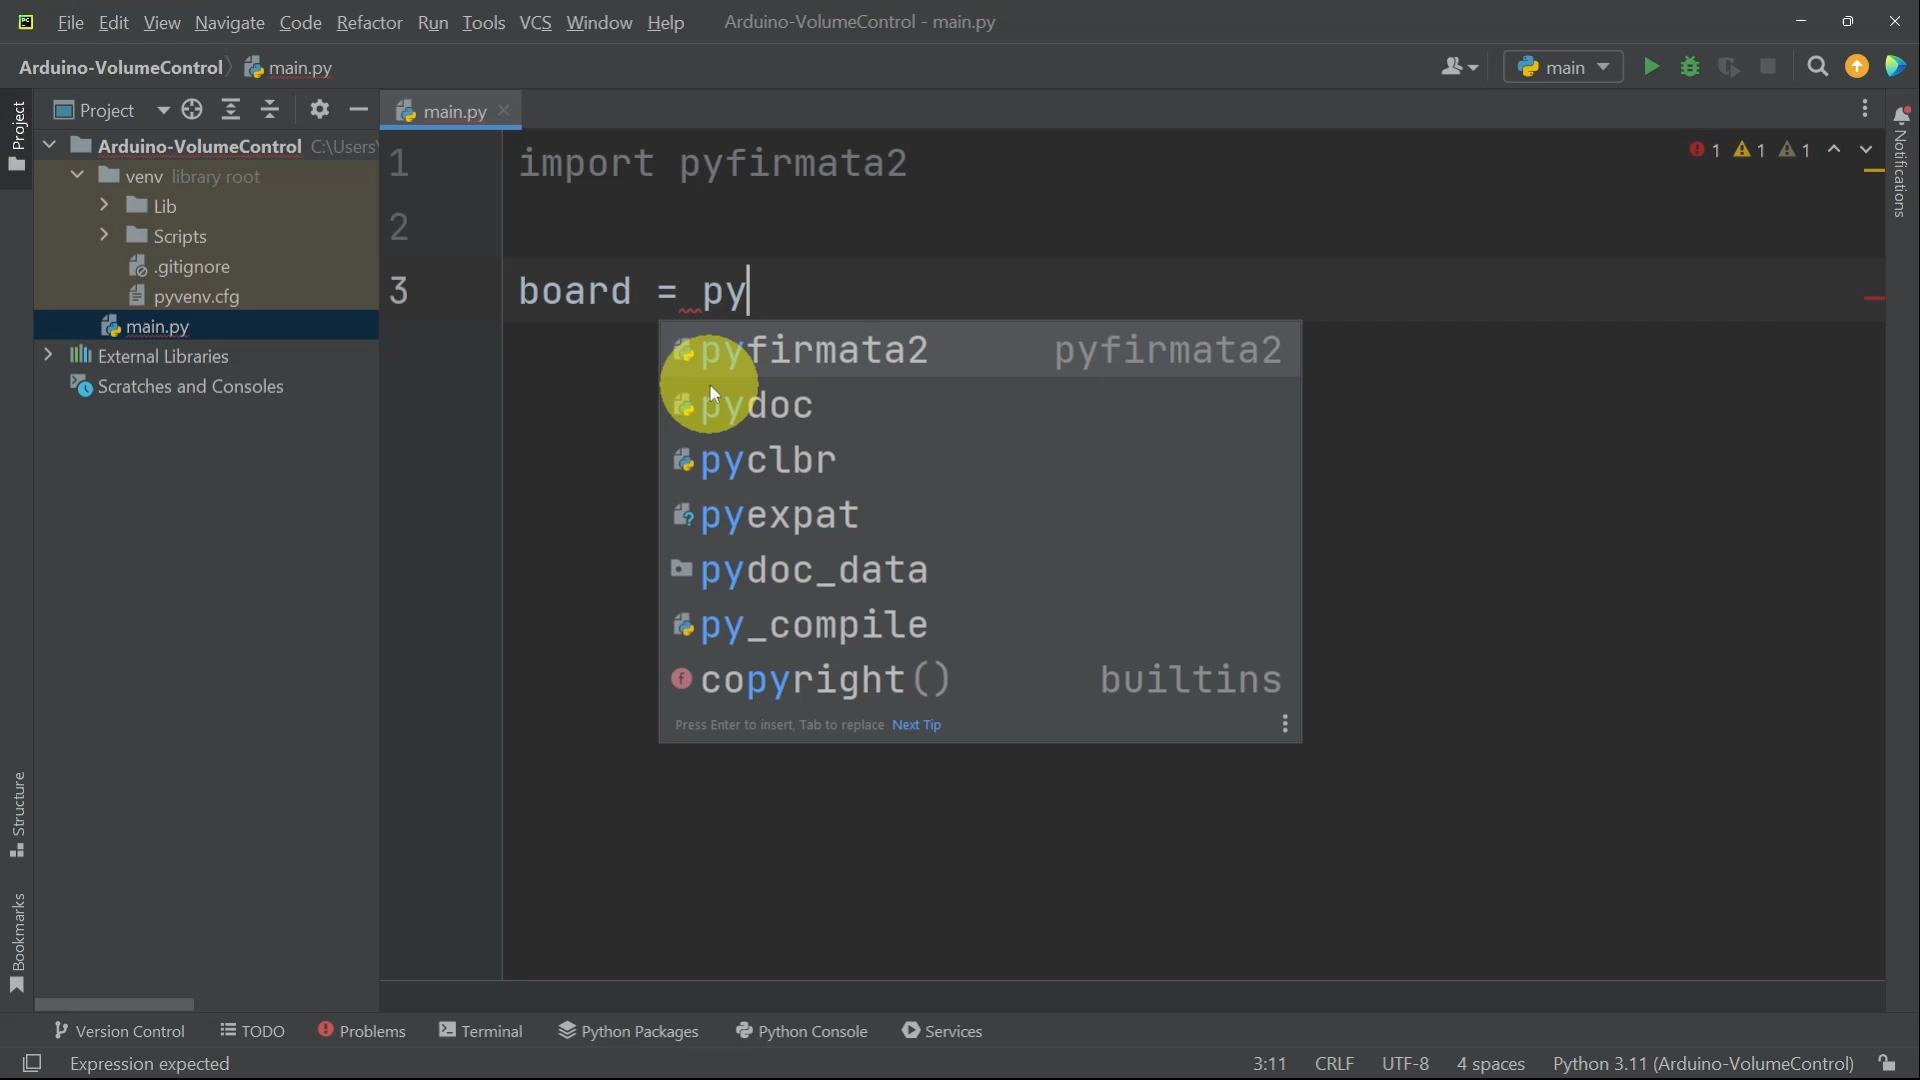 File Edit View Navigate Code Refactor Run Tools VCS Window Help Arduino-VolumeControl - main.py
Arduino-VolumeControl main.py main
Project main.py
Project
Arduino-VolumeControl C:\Users\
venv library root
Lib
Scripts
.gitignore
pyvenv.cfg
main.py
External Libraries
Scratches and Consoles
1 import pyfirmata2
2
3 board = py
1 1 1
pyfirmata2 pyfirmata2
pydoc
pyclbr
pyexpat
pydoc_data
py_compile
copyright() builtins
Press Enter to insert, Tab to replace Next Tip
Notifications
Structure
Bookmarks
Version Control TODO Problems Terminal Python Packages Python Console Services
Expression expected 3:11 CRLF UTF-8 4 spaces Python 3.11 (Arduino-VolumeControl)